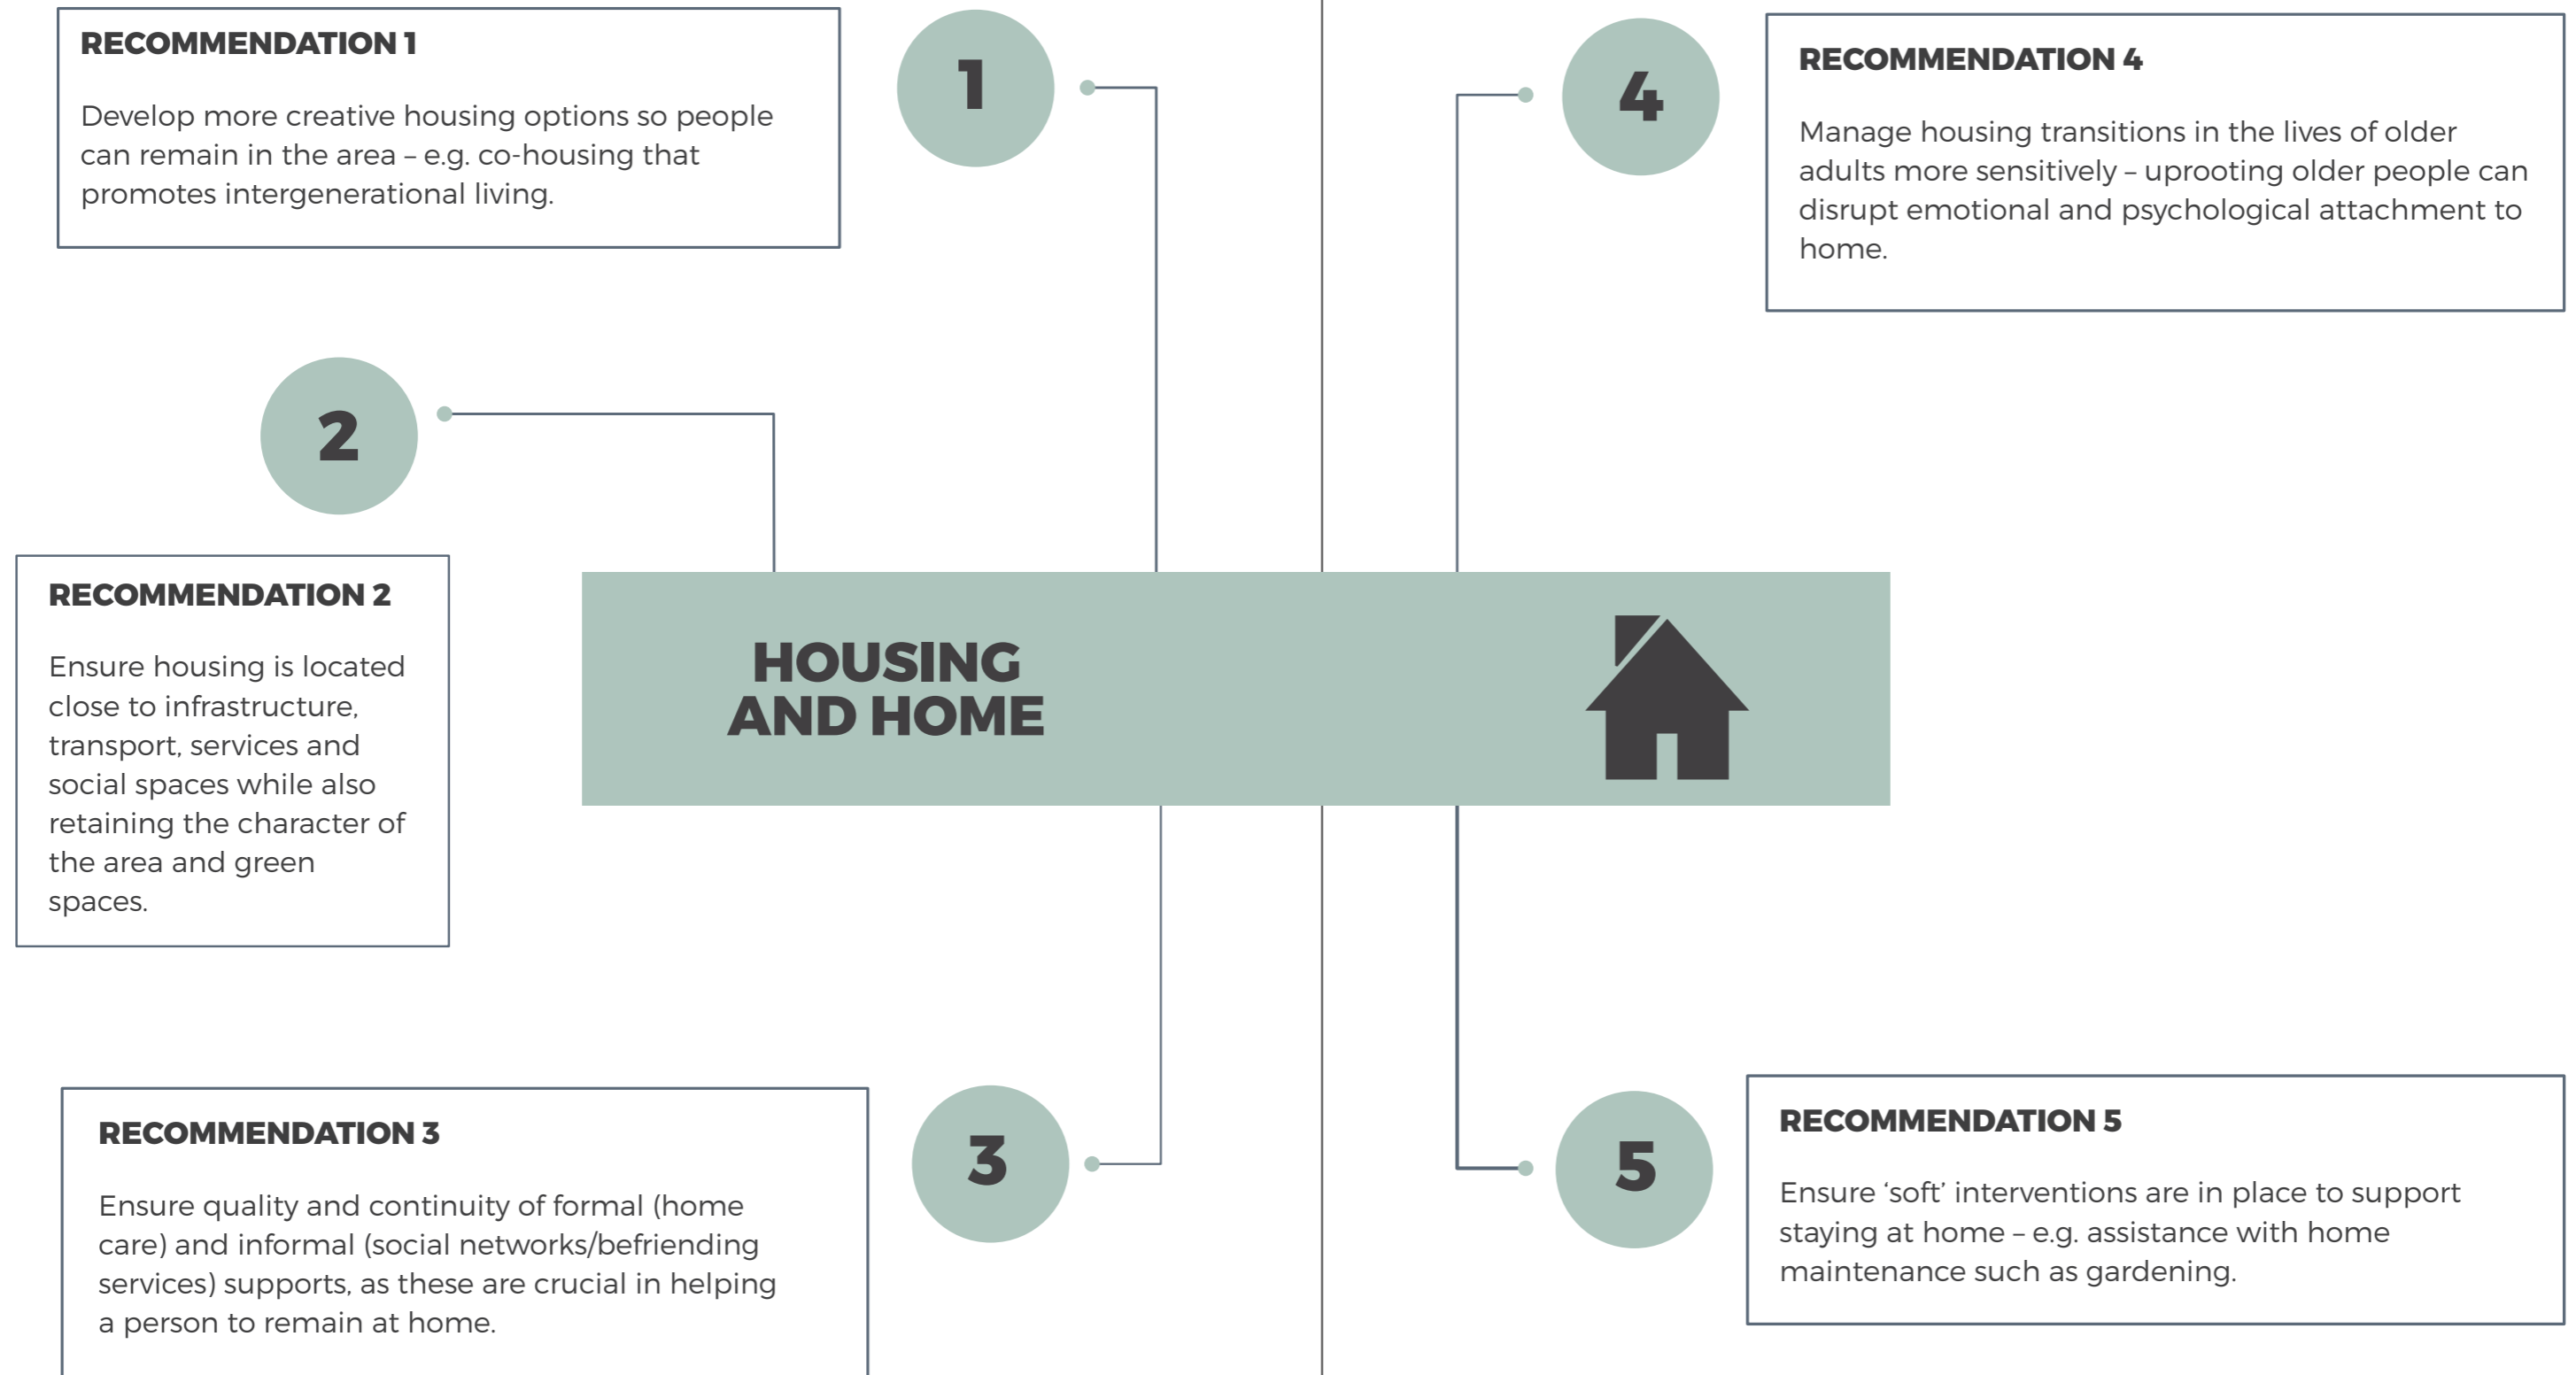 RECOMMENDATION 1
Develop more creative housing options so people
can remain in the area – e.g. co-housing that
promotes intergenerational living.
1
2
RECOMMENDATION 2
Ensure housing is located
close to infrastructure,
transport, services and
social spaces while also
retaining the character of
the area and green
spaces.
HOUSING
AND HOME
RECOMMENDATION 3
Ensure quality and continuity of formal (home
care) and informal (social networks/befriending
services) supports, as these are crucial in helping
a person to remain at home.
3
4
RECOMMENDATION 4
Manage housing transitions in the lives of older
adults more sensitively – uprooting older people can
disrupt emotional and psychological attachment to
home.
5
RECOMMENDATION 5
Ensure ‘soft’ interventions are in place to support
staying at home – e.g. assistance with home
maintenance such as gardening.